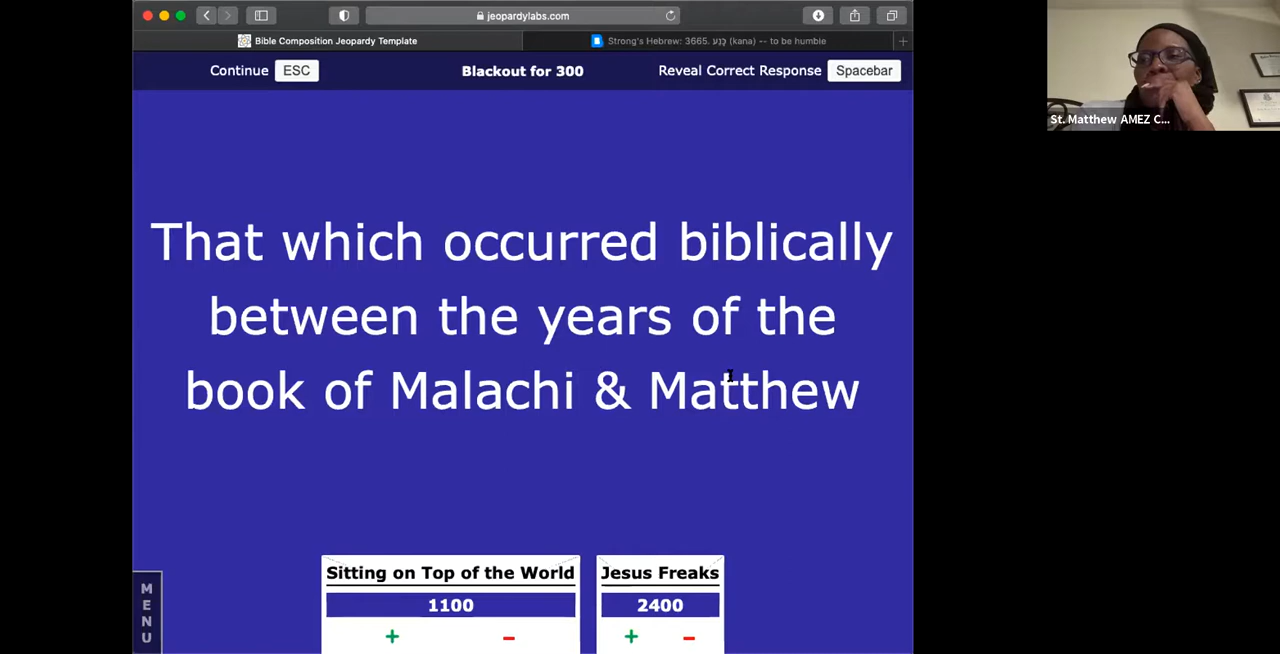 jeopardylabs.com
Bible Composition Jeopardy Template
Strong's Hebrew: 3665. כָּנַע (kana) -- to be humble
Continue ESC
Blackout for 300
Reveal Correct Response Spacebar
St. Matthew AMEZ C...
That which occurred biblically
between the years of the
book of Malachi & Matthew
MENU
Sitting on Top of the World
1100
+ −
Jesus Freaks
2400
+ −